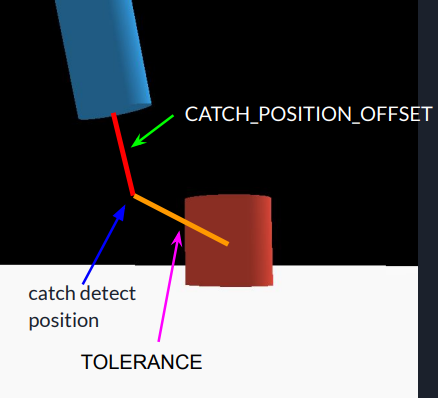 CATCH_POSITION_OFFSET
catch detect
position
TOLERANCE